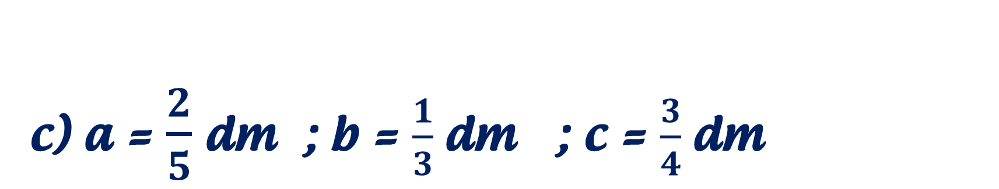 c) a = 2/5 dm ; b = 1/3 dm ; c = 3/4 dm